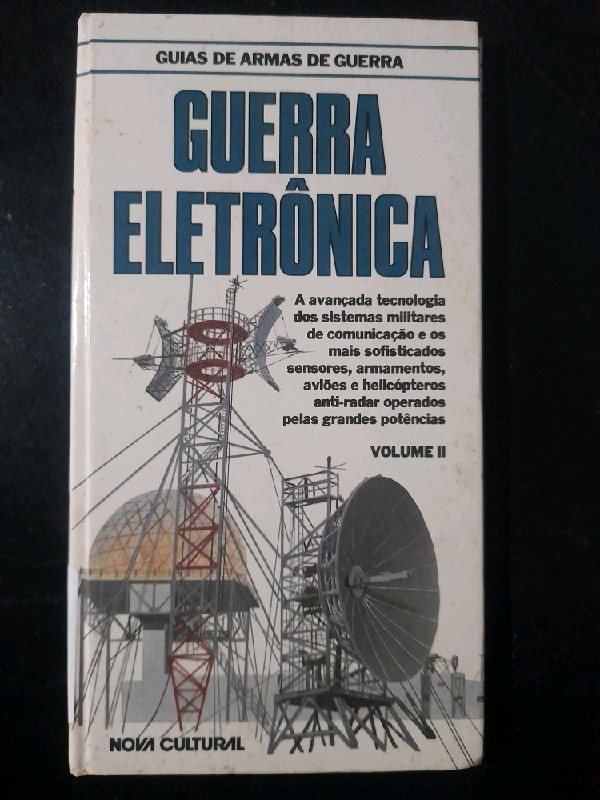 GUIAS DE ARMAS DE GUERRA
GUERRA
ELETRÔNICA
A avançada tecnologia
dos sistemas militares
de comunicação e os
mais sofisticados
sensores, armamentos,
aviões e helicópteros
anti-radar operados
pelas grandes potências
VOLUME II
NOVA CULTURAL